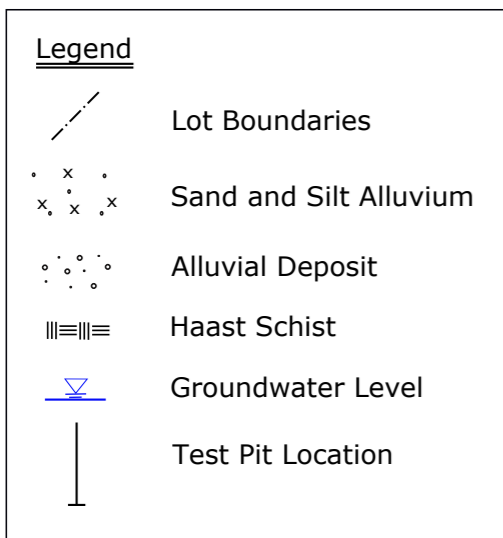 Legend
Lot Boundaries
Sand and Silt Alluvium
Alluvial Deposit
Haast Schist
Groundwater Level
Test Pit Location